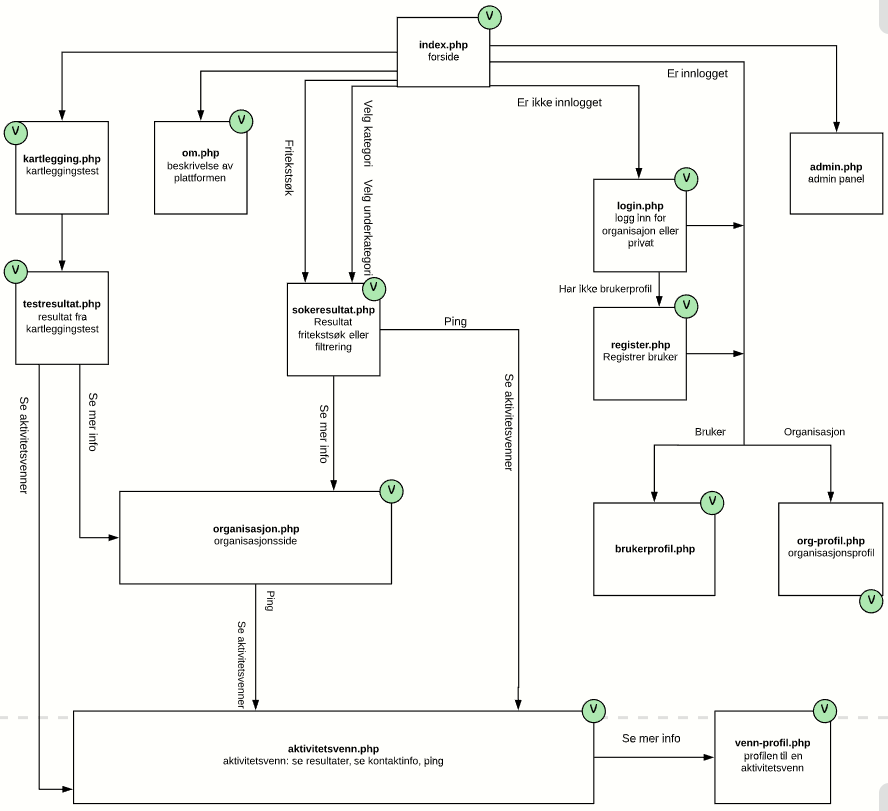 V
index.php
forside
Er innlogget
Er ikke innlogget
V
kartlegging.php
kartleggingstest
V
om.php
beskrivelse av
plattformen
Fritekstsøk
Velg kategori
Velg underkategori
admin.php
admin panel
V
login.php
logg inn for
organisajon eller
privat
Har ikke brukerprofil
V
testresultat.php
resultat fra
kartleggingstest
V
sokeresultat.php
Resultat
fritekstsøk eller
filtrering
Ping
V
register.php
Registrer bruker
Se aktivitetsvenner
Se mer info
Se mer info
Se aktivitetsvenner
Bruker
Organisasjon
V
organisasjon.php
organisasjonsside
V
brukerprofil.php
org-profil.php
organisasjonsprofil
V
Ping
Se aktivitetsvenner
V
aktivitetsvenn.php
aktivitetsvenn: se resultater, se kontaktinfo, ping
Se mer info
V
venn-profil.php
profilen til en
aktivitetsvenn